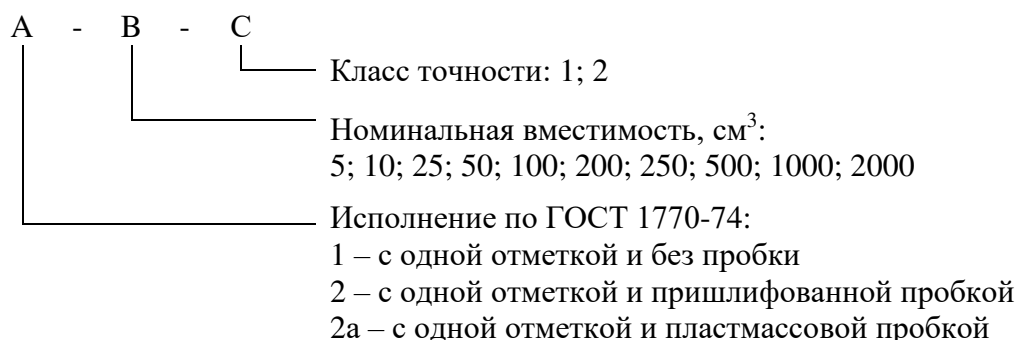 А - В - С
Класс точности: 1; 2
Номинальная вместимость, см³:
5; 10; 25; 50; 100; 200; 250; 500; 1000; 2000
Исполнение по ГОСТ 1770-74:
1 – с одной отметкой и без пробки
2 – с одной отметкой и пришлифованной пробкой
2а – с одной отметкой и пластмассовой пробкой